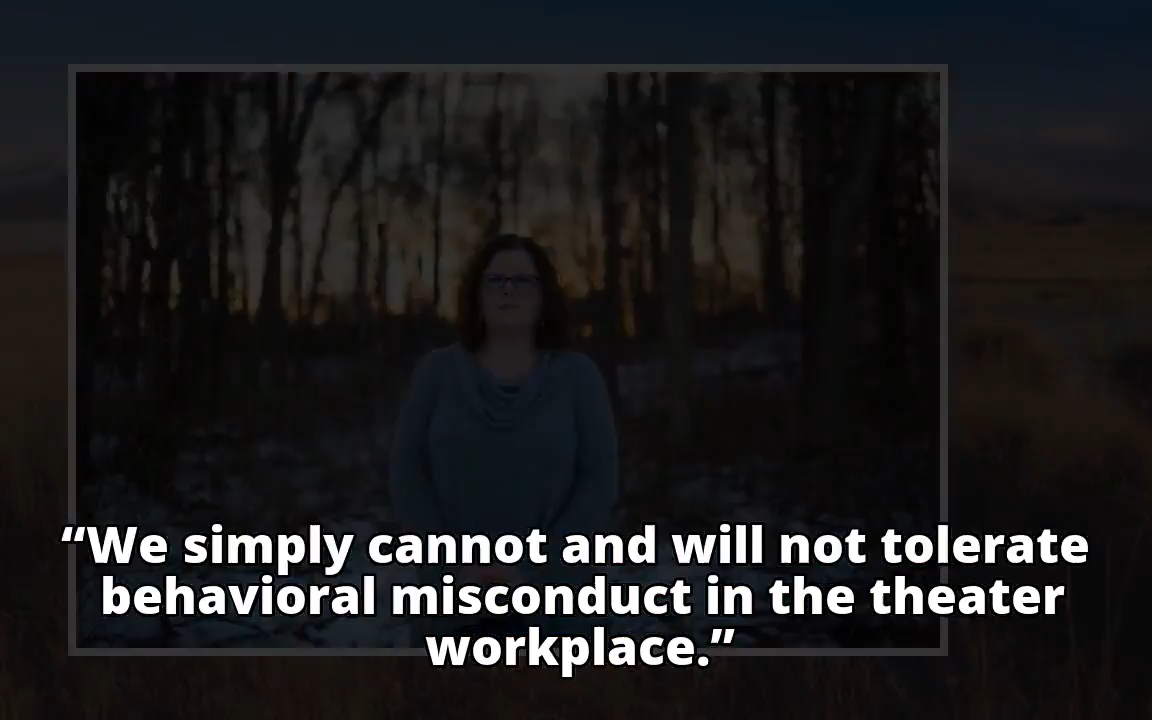 “We simply cannot and will not tolerate
behavioral misconduct in the theater
workplace.”